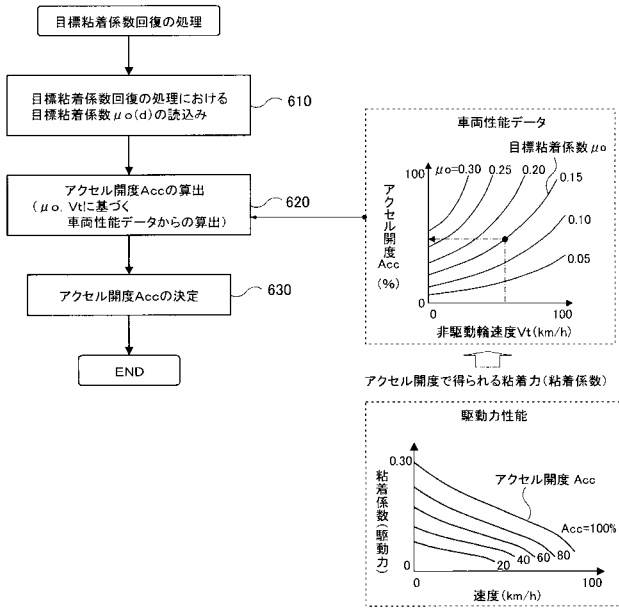 目標粘着係数回復の処理
目標粘着係数回復の処理における
目標粘着係数μo(d)の読込み
610
アクセル開度Accの算出
(μo、Vtに基づく
車両性能データからの算出)
620
アクセル開度Accの決定
630
END
車両性能データ
目標粘着係数μo
μo=0.30
0.25
0.20
0.15
0.10
0.05
100
アクセル開度Acc(%)
0
0
100
非駆動輪速度Vt(km/h)
アクセル開度で得られる粘着力(粘着係数)
駆動力性能
0.30
アクセル開度 Acc
粘着係数(駆動力)
Acc=100%
80
60
40
20
0
0
100
速度(km/h)